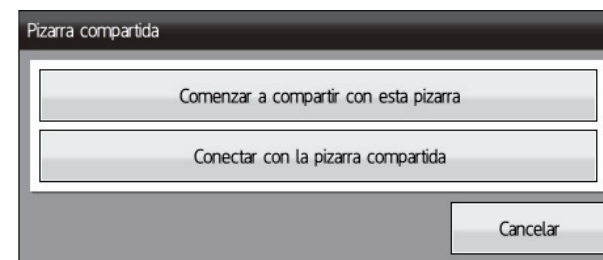 Pizarra compartida
Comenzar a compartir con esta pizarra
Conectar con la pizarra compartida
Cancelar